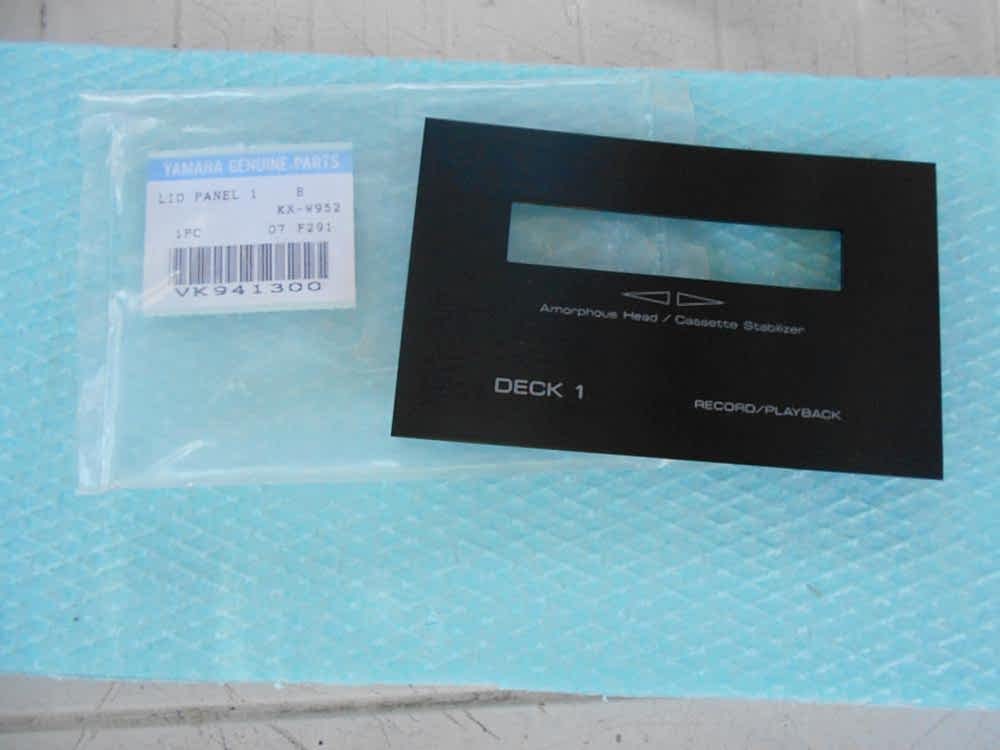 YAMAHA GENUINE PARTS
LID PANEL 1 B
KX-W952
1PC 07 F291
VK941300
Amorphous Head / Cassette Stabilizer
DECK 1
RECORD/PLAYBACK